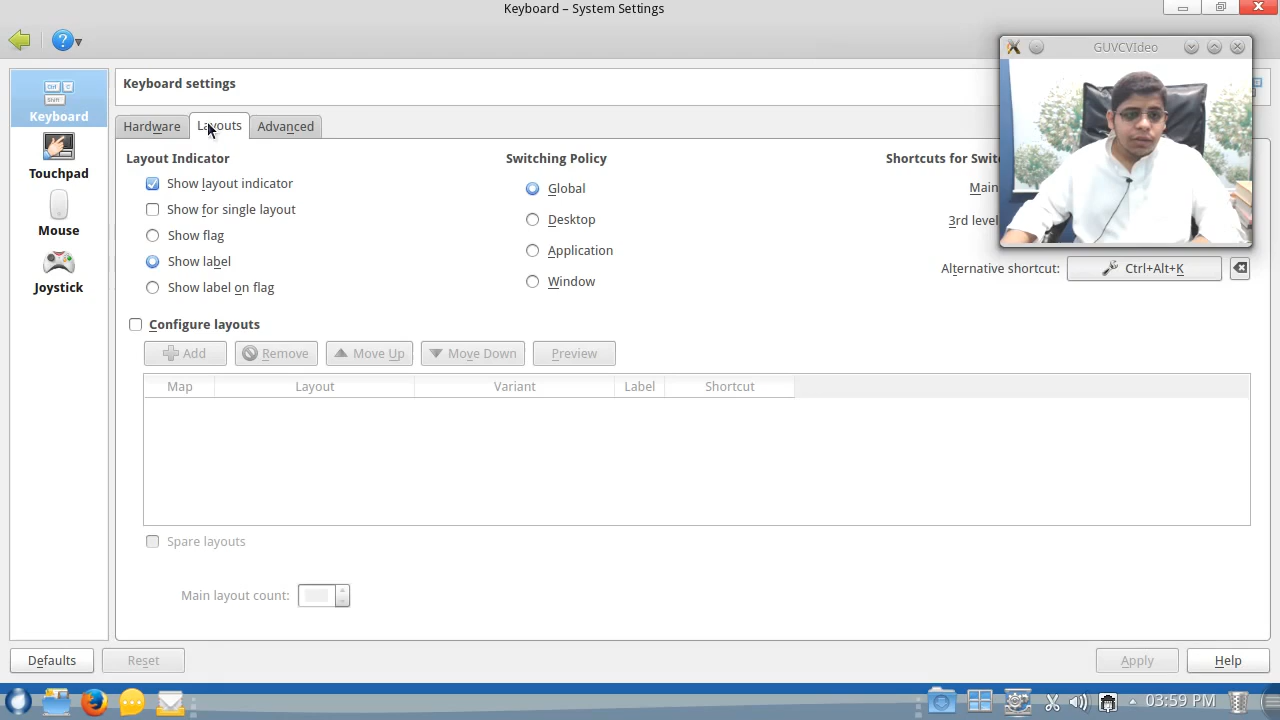 Keyboard – System Settings
GUVCVIdeo
Keyboard settings
Keyboard
Touchpad
Mouse
Joystick
Hardware
Layouts
Advanced
Layout Indicator
Show layout indicator
Show for single layout
Show flag
Show label
Show label on flag
Switching Policy
Global
Desktop
Application
Window
Shortcuts for
Main
3rd level
Alternative shortcut:
Ctrl+Alt+K
Configure layouts
Add
Remove
Move Up
Move Down
Preview
Map
Layout
Variant
Label
Shortcut
Spare layouts
Main layout count:
Defaults
Reset
Apply
Help
03:59 PM